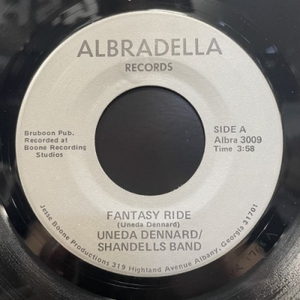 ALBRADELLA
RECORDS
Bruboon Pub.
Recorded at
Boone Recording
Studios
SIDE A
Albra 3009
Time 3:58
FANTASY RIDE
(Uneda Dennard)
UNEDA DENNARD/
SHANDELLS BAND
Jesse Boone Productions 319 Highland Avenue Albany, Georgia 31701